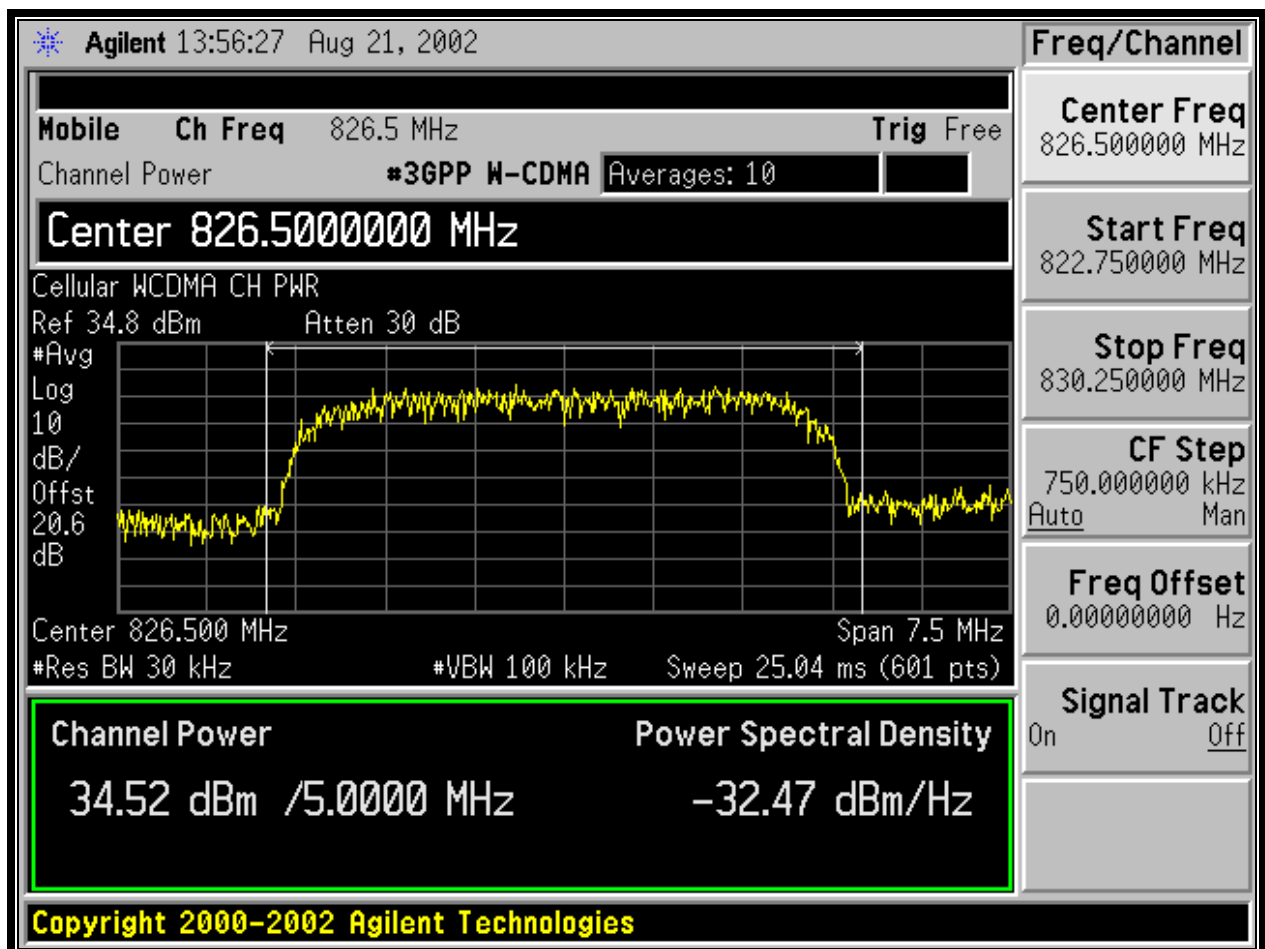 Agilent 13:56:27 Aug 21, 2002
Freq/Channel
Mobile Ch Freq 826.5 MHz Trig Free
Channel Power #3GPP W-CDMA Averages: 10
Center 826.5000000 MHz
Cellular WCDMA CH PWR
Ref 34.8 dBm Atten 30 dB
#Avg
Log
10
dB/
Offst
20.6
dB
Center 826.500 MHz Span 7.5 MHz
#Res BW 30 kHz #VBW 100 kHz Sweep 25.04 ms (601 pts)
Channel Power Power Spectral Density
34.52 dBm /5.0000 MHz -32.47 dBm/Hz
Center Freq
826.500000 MHz
Start Freq
822.750000 MHz
Stop Freq
830.250000 MHz
CF Step
750.000000 kHz
Auto Man
Freq Offset
0.00000000 Hz
Signal Track
On Off
Copyright 2000-2002 Agilent Technologies